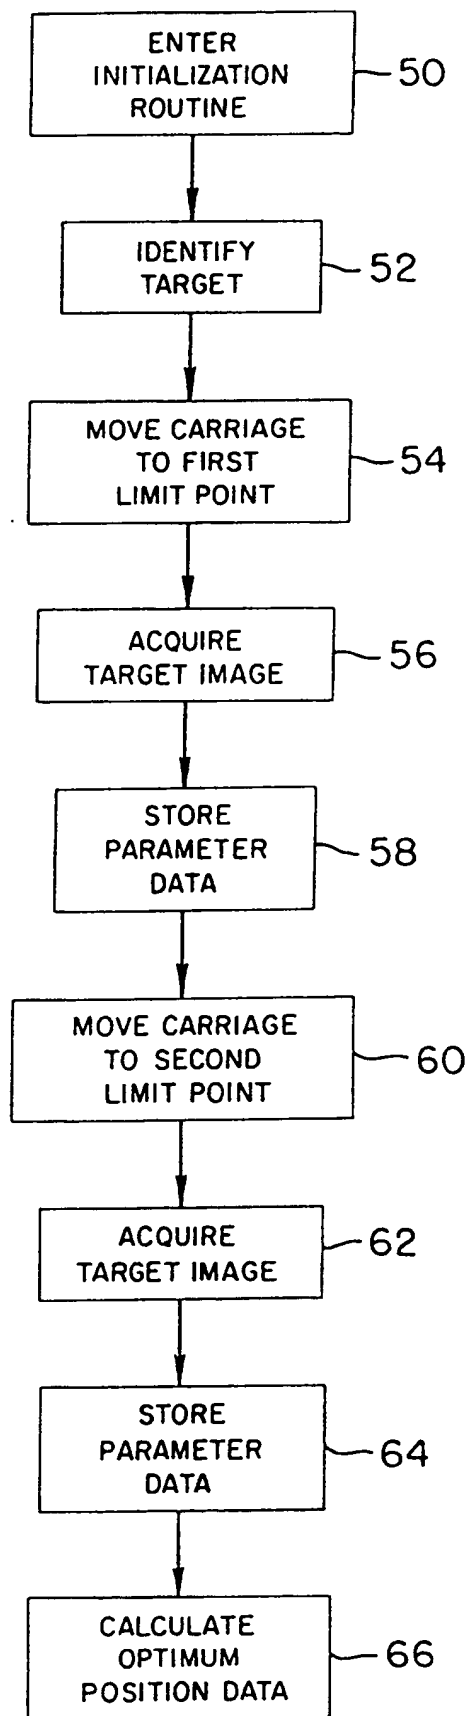 ENTER
INITIALIZATION
ROUTINE
50
IDENTIFY
TARGET
52
MOVE CARRIAGE
TO FIRST
LIMIT POINT
54
ACQUIRE
TARGET IMAGE
56
STORE
PARAMETER
DATA
58
MOVE CARRIAGE
TO SECOND
LIMIT POINT
60
ACQUIRE
TARGET IMAGE
62
STORE
PARAMETER
DATA
64
CALCULATE
OPTIMUM
POSITION DATA
66